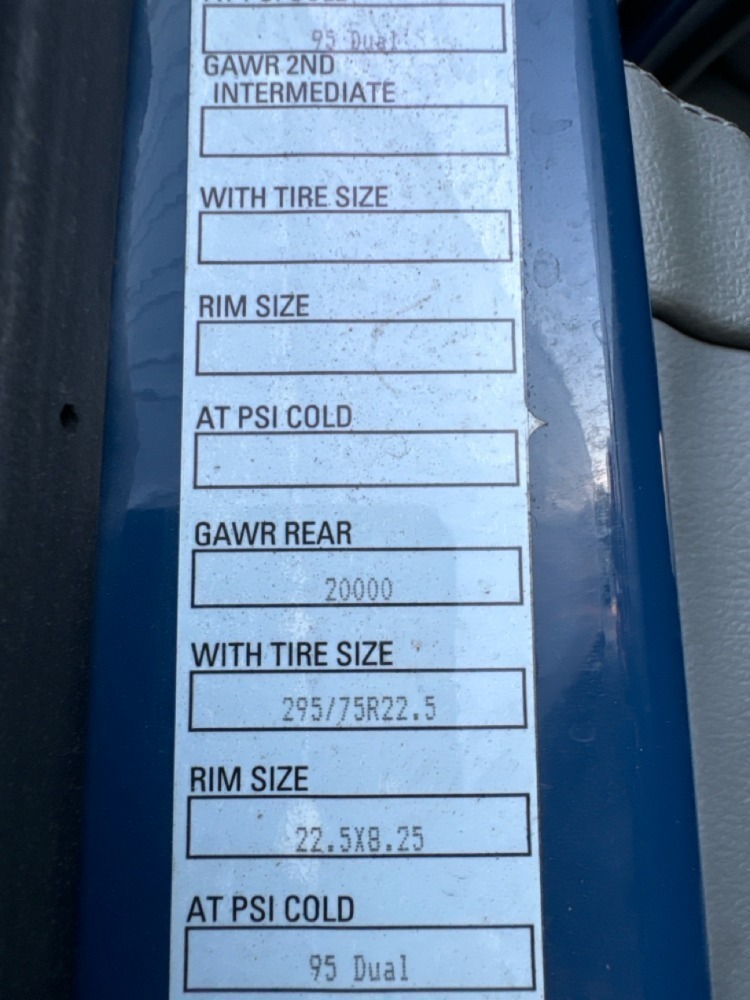 95 Dual
GAWR 2ND
INTERMEDIATE
WITH TIRE SIZE
RIM SIZE
AT PSI COLD
GAWR REAR
20000
WITH TIRE SIZE
295/75R22.5
RIM SIZE
22.5X8.25
AT PSI COLD
95 Dual